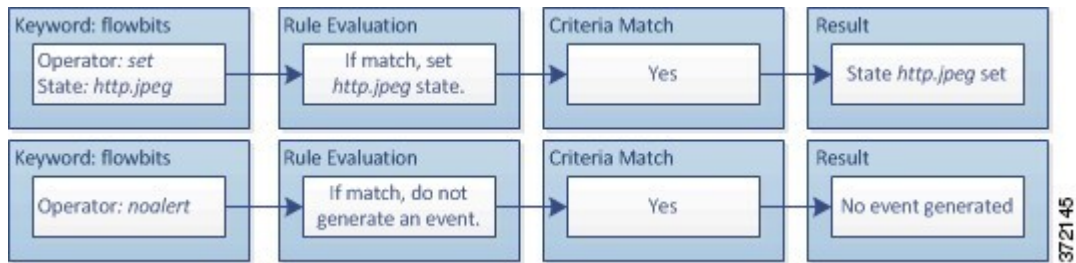 Keyword: flowbits
Operator: set
State: http.jpeg
Rule Evaluation
If match, set
http.jpeg state.
Criteria Match
Yes
Result
State http.jpeg set
Keyword: flowbits
Operator: noalert
Rule Evaluation
If match, do not
generate an event.
Criteria Match
Yes
Result
No event generated
372145